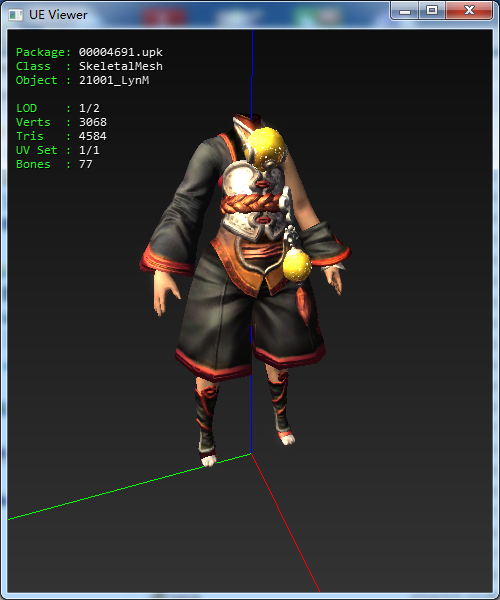 UE Viewer
Package: 00004691.upk
Class : SkeletalMesh
Object : 21001_LynM
LOD : 1/2
Verts : 3068
Tris : 4584
UV Set : 1/1
Bones : 77